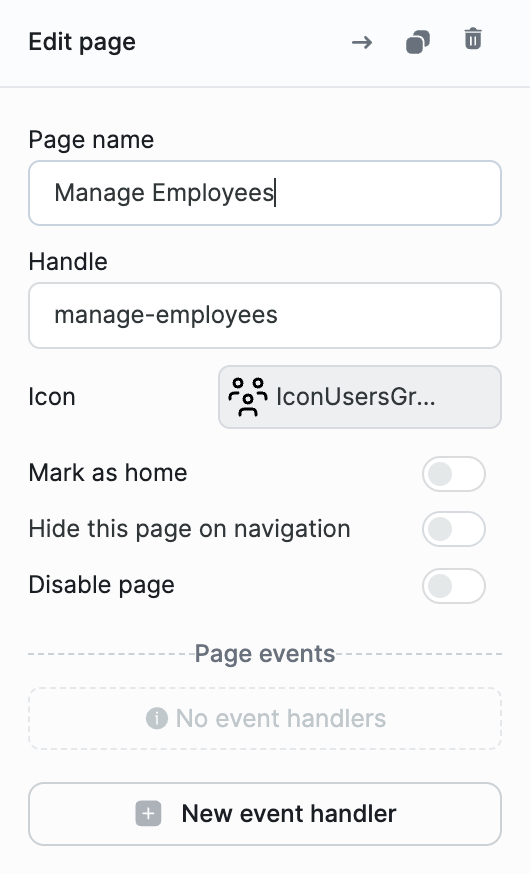 Edit page
Page name
Manage Employees
Handle
manage-employees
Icon
IconUsersGr...
Mark as home
Hide this page on navigation
Disable page
Page events
No event handlers
New event handler